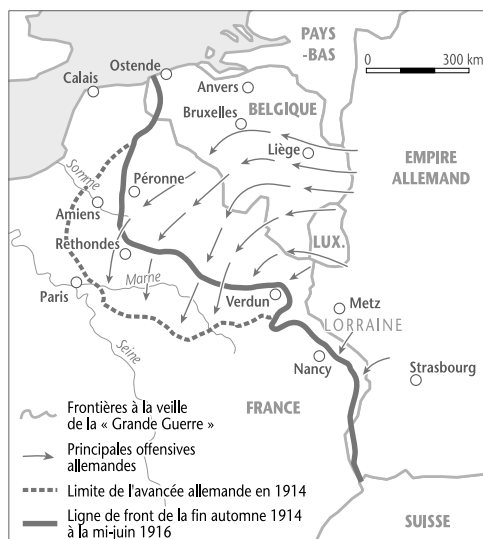 PAYS
-BAS
0 300 km
Ostende
Calais
Anvers
Bruxelles
BELGIQUE
Liège
EMPIRE
ALLEMAND
Somme
Péronne
Amiens
LUX.
Rethondes
Paris
Marne
Verdun
Metz
LORRAINE
Seine
Nancy
Strasbourg
FRANCE
SUISSE
Frontières à la veille
de la « Grande Guerre »
Principales offensives
allemandes
Limite de l'avancée allemande en 1914
Ligne de front de la fin automne 1914
à la mi-juin 1916